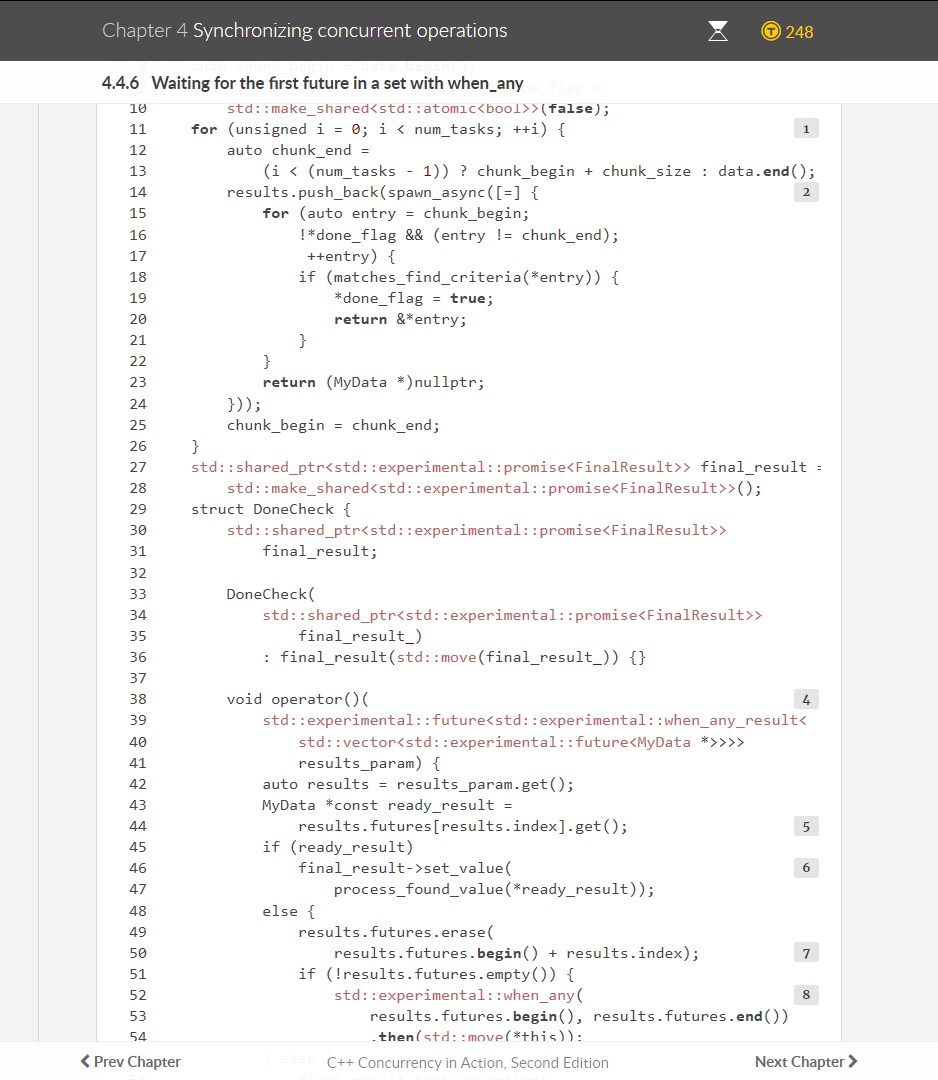 Chapter 4 Synchronizing concurrent operations
248
4.4.6 Waiting for the first future in a set with when_any
10 std::make_shared<std::atomic<bool>>(false);
11 for (unsigned i = 0; i < num_tasks; ++i) { 1
12 auto chunk_end =
13 (i < (num_tasks - 1)) ? chunk_begin + chunk_size : data.end();
14 results.push_back(spawn_async([=] { 2
15 for (auto entry = chunk_begin;
16 !*done_flag && (entry != chunk_end);
17 ++entry) {
18 if (matches_find_criteria(*entry)) {
19 *done_flag = true;
20 return &*entry;
21 }
22 }
23 return (MyData *)nullptr;
24 }));
25 chunk_begin = chunk_end;
26 }
27 std::shared_ptr<std::experimental::promise<FinalResult>> final_result =
28 std::make_shared<std::experimental::promise<FinalResult>>();
29 struct DoneCheck {
30 std::shared_ptr<std::experimental::promise<FinalResult>>
31 final_result;
32
33 DoneCheck(
34 std::shared_ptr<std::experimental::promise<FinalResult>>
35 final_result_)
36 : final_result(std::move(final_result_)) {}
37
38 void operator()( 4
39 std::experimental::future<std::experimental::when_any_result<
40 std::vector<std::experimental::future<MyData *>>>>
41 results_param) {
42 auto results = results_param.get();
43 MyData *const ready_result =
44 results.futures[results.index].get(); 5
45 if (ready_result)
46 final_result->set_value( 6
47 process_found_value(*ready_result));
48 else {
49 results.futures.erase(
50 results.futures.begin() + results.index); 7
51 if (!results.futures.empty()) {
52 std::experimental::when_any( 8
53 results.futures.begin(), results.futures.end())
54 .then(std::move(*this));
Prev Chapter C++ Concurrency in Action, Second Edition Next Chapter